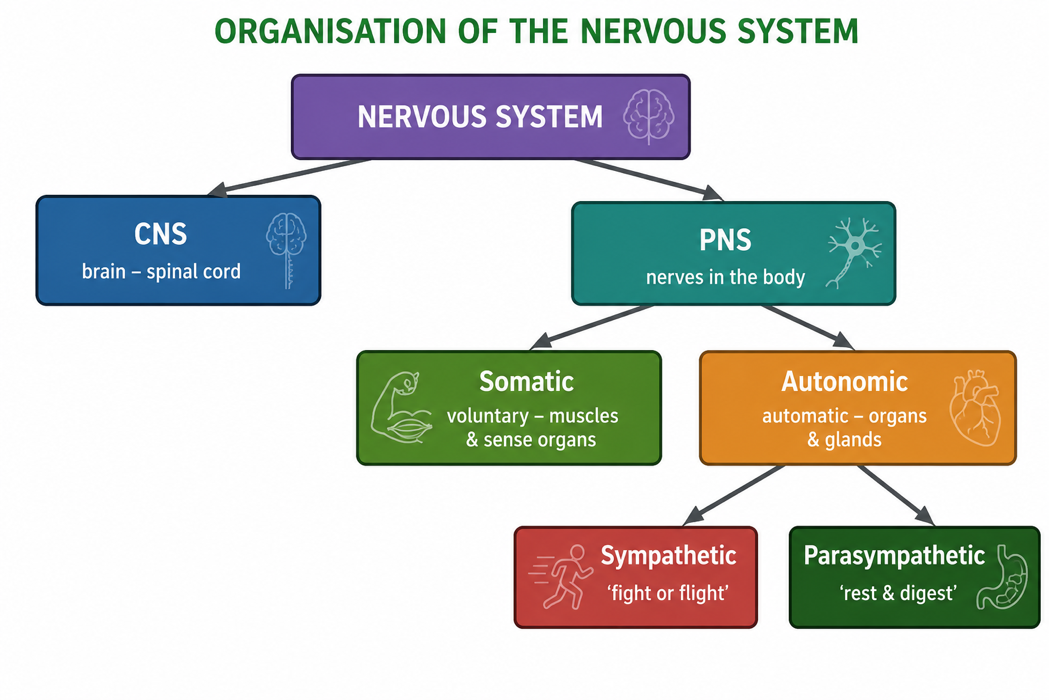 ORGANISATION OF THE NERVOUS SYSTEM
NERVOUS SYSTEM
CNS
brain – spinal cord
PNS
nerves in the body
Somatic
voluntary – muscles
& sense organs
Autonomic
automatic – organs
& glands
Sympathetic
‘fight or flight’
Parasympathetic
‘rest & digest’